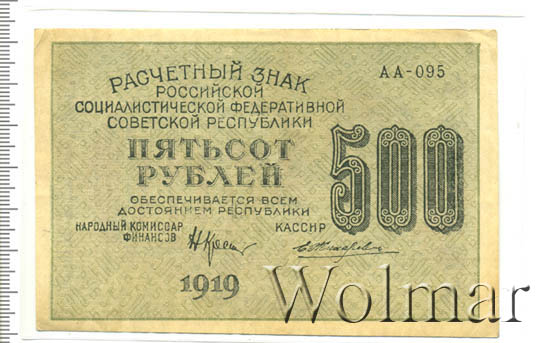 РАСЧЕТНЫЙ ЗНАК
АА-095
РОССИЙСКОЙ
СОЦИАЛИСТИЧЕСКОЙ ФЕДЕРАТИВНОЙ
СОВЕТСКОЙ РЕСПУБЛИКИ
ПЯТЬСОТ
РУБЛЕЙ
500
ОБЕСПЕЧИВАЕТСЯ ВСЕМ
ДОСТОЯНИЕМ РЕСПУБЛИКИ
НАРОДНЫЙ КОМИССАР
ФИНАНСОВ
КАССИР
1919
Wolmar